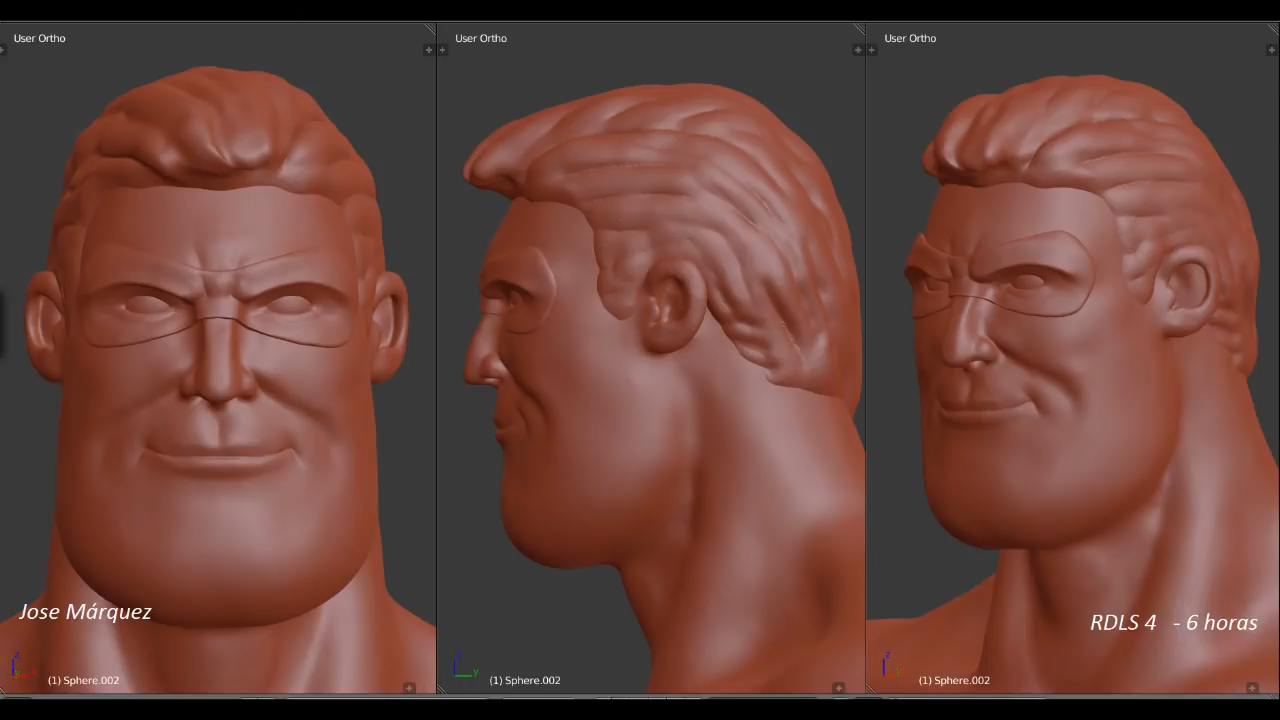 User Ortho
User Ortho
User Ortho
Jose Márquez
RDLS 4 - 6 horas
(1) Sphere.002
(1) Sphere.002
(1) Sphere.002